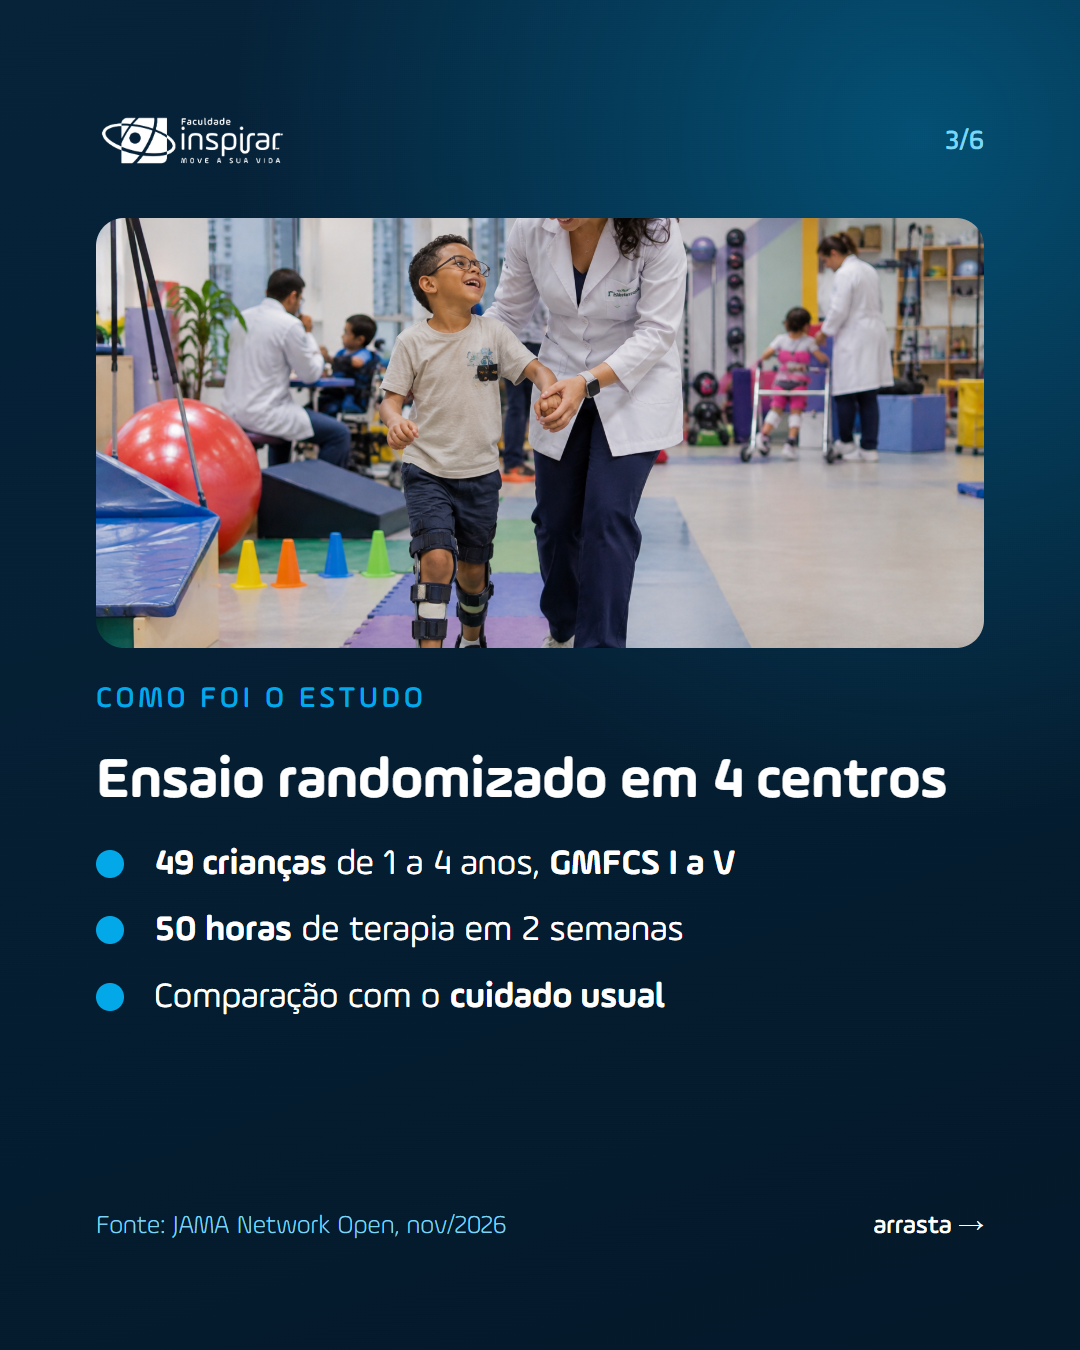 Faculdade
inspirar
MOVE A SUA VIDA
3/6
COMO FOI O ESTUDO
Ensaio randomizado em 4 centros
49 crianças de 1 a 4 anos, GMFCS I a V
50 horas de terapia em 2 semanas
Comparação com o cuidado usual
Fonte: JAMA Network Open, nov/2026
arrasta →